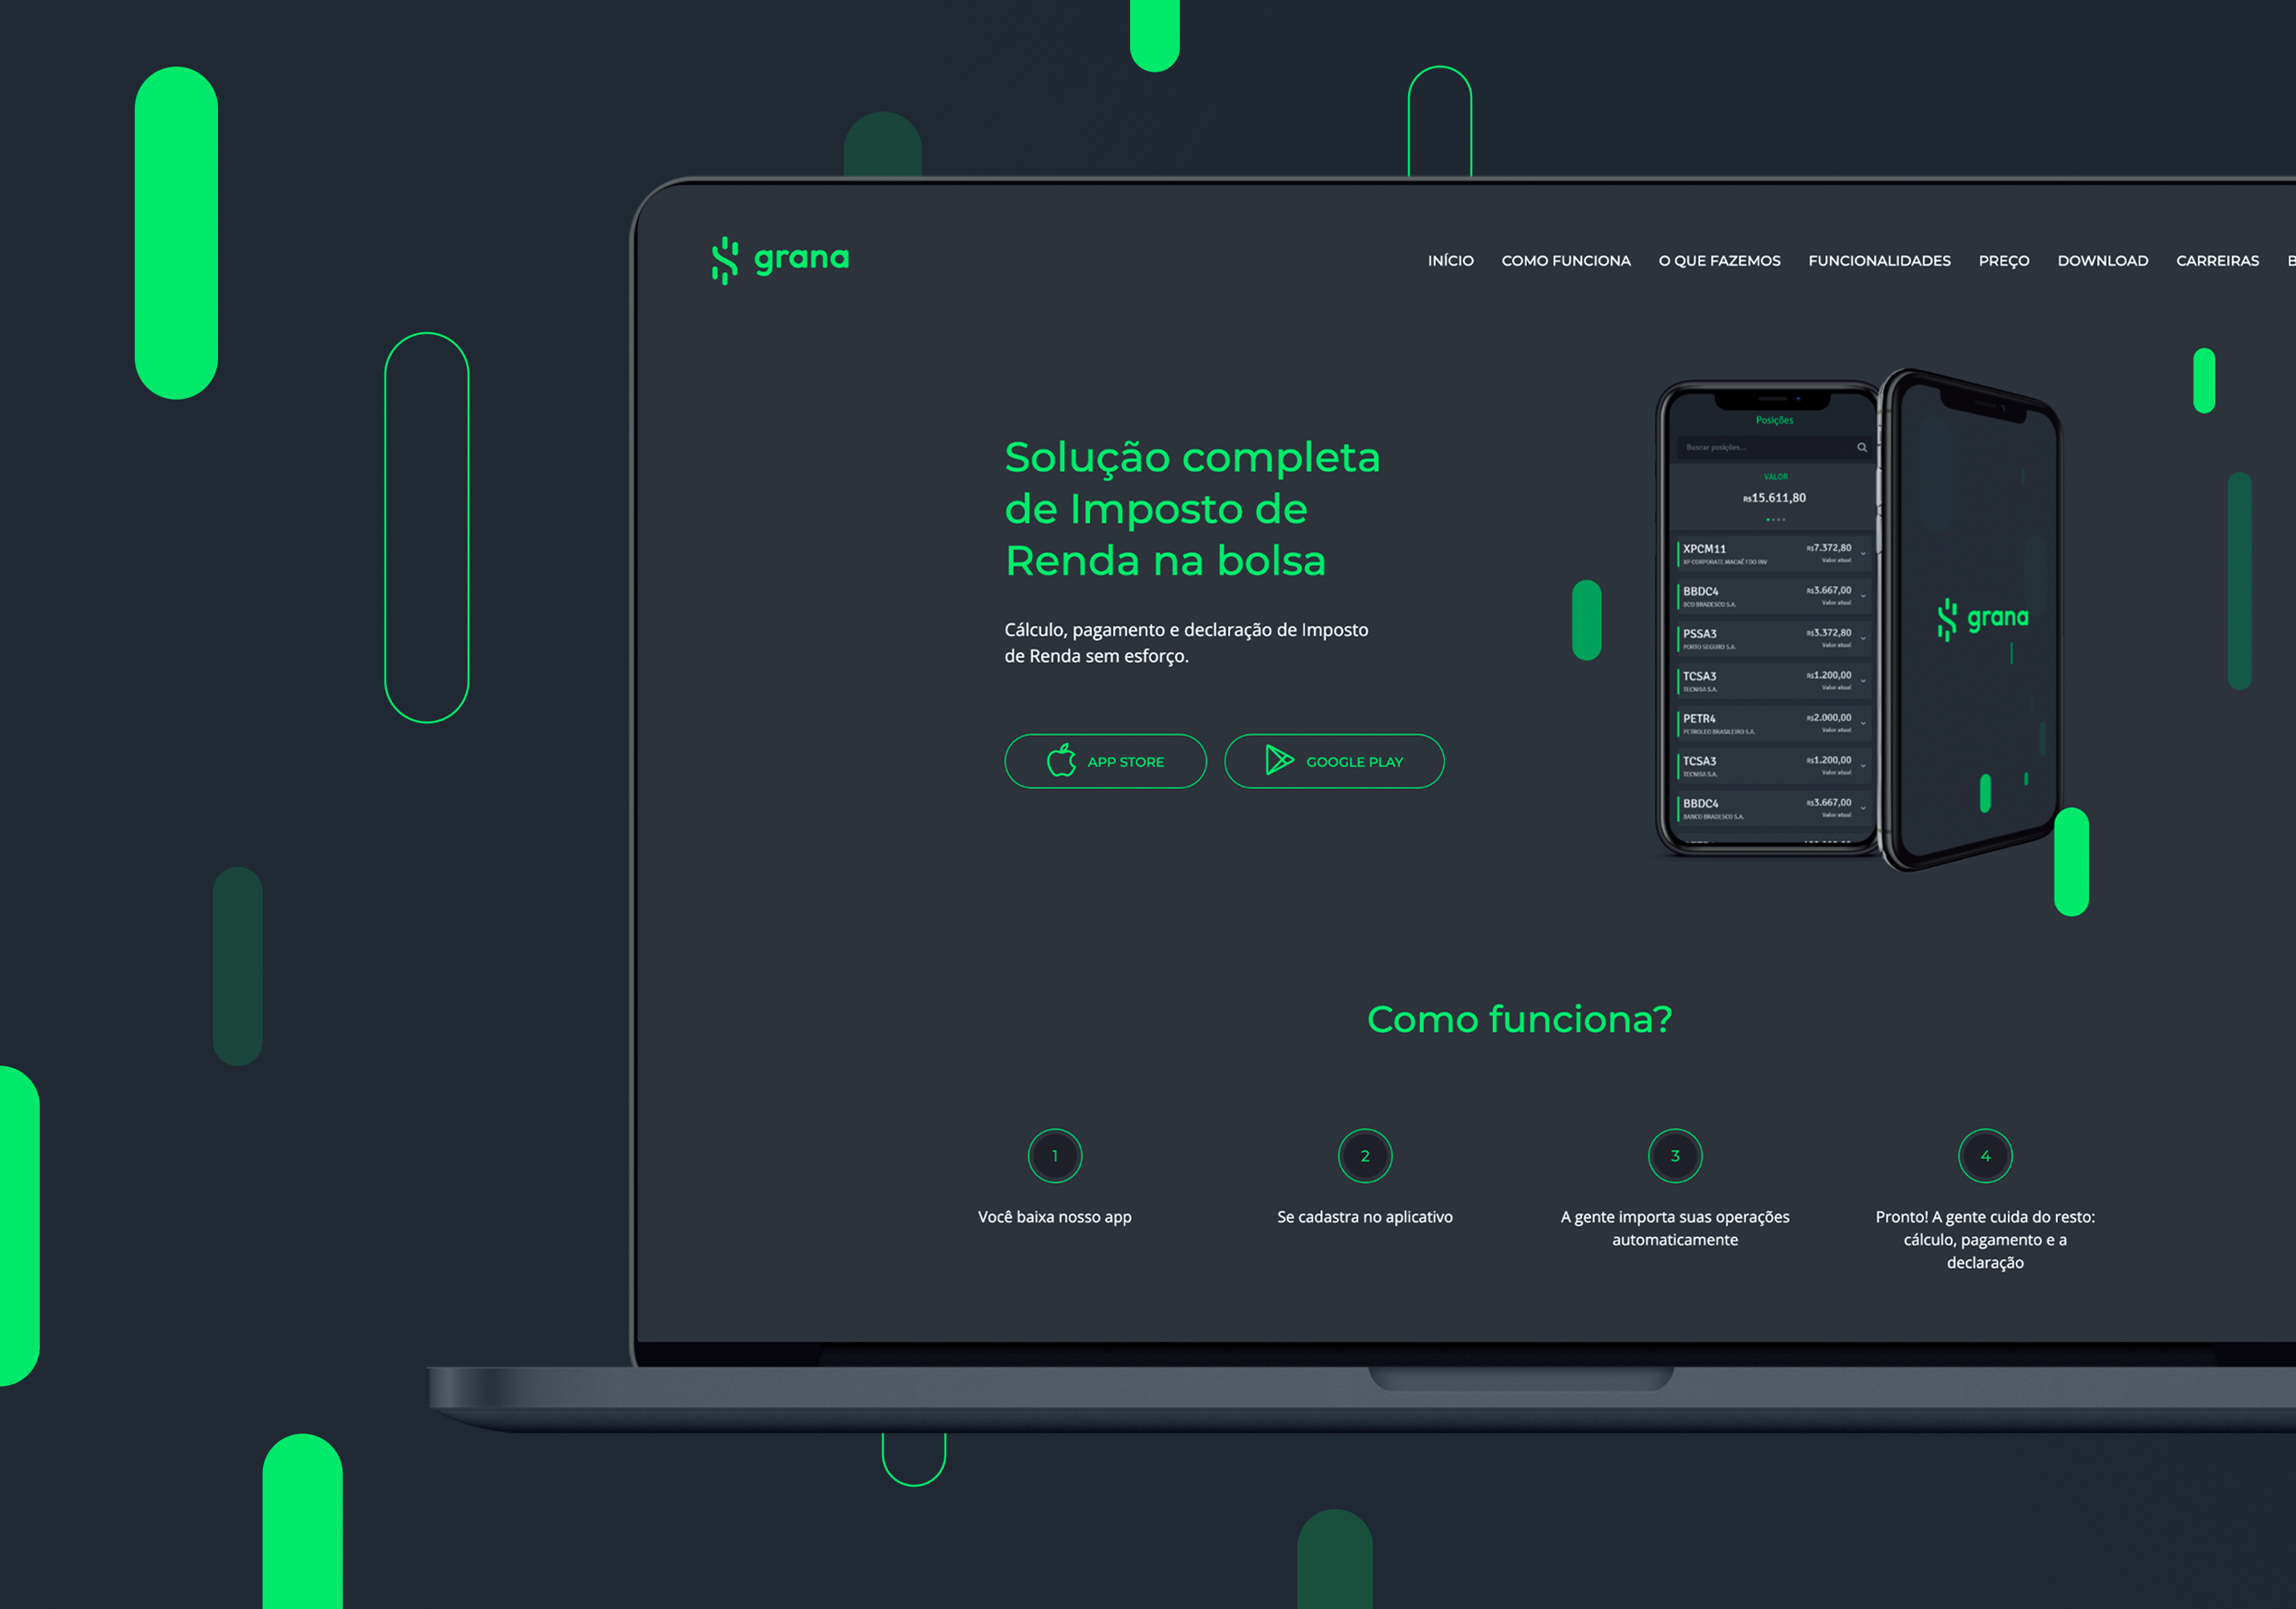 grana
INÍCIO COMO FUNCIONA O QUE FAZEMOS FUNCIONALIDADES PREÇO DOWNLOAD CARREIRAS
Solução completa
de Imposto de
Renda na bolsa
Cálculo, pagamento e declaração de Imposto
de Renda sem esforço.
APP STORE
GOOGLE PLAY
Posições
Buscar posições...
VALOR
R$15.611,80
XPCM11 R$7.372,80
XP CORPORATE MACAÉ FDO INV Valor atual
BBDC4 R$3.667,00
BCO BRADESCO S.A. Valor atual
PSSA3 R$3.372,80
PORTO SEGURO S.A. Valor atual
TCSA3 R$1.200,00
TECNISA S.A. Valor atual
PETR4 R$2.000,00
PETROLEO BRASILEIRO S.A. Valor atual
TCSA3 R$1.200,00
TECNISA S.A. Valor atual
BBDC4 R$3.667,00
BANCO BRADESCO S.A. Valor atual
grana
Como funciona?
1
Você baixa nosso app
2
Se cadastra no aplicativo
3
A gente importa suas operações
automaticamente
4
Pronto! A gente cuida do resto:
cálculo, pagamento e a
declaração